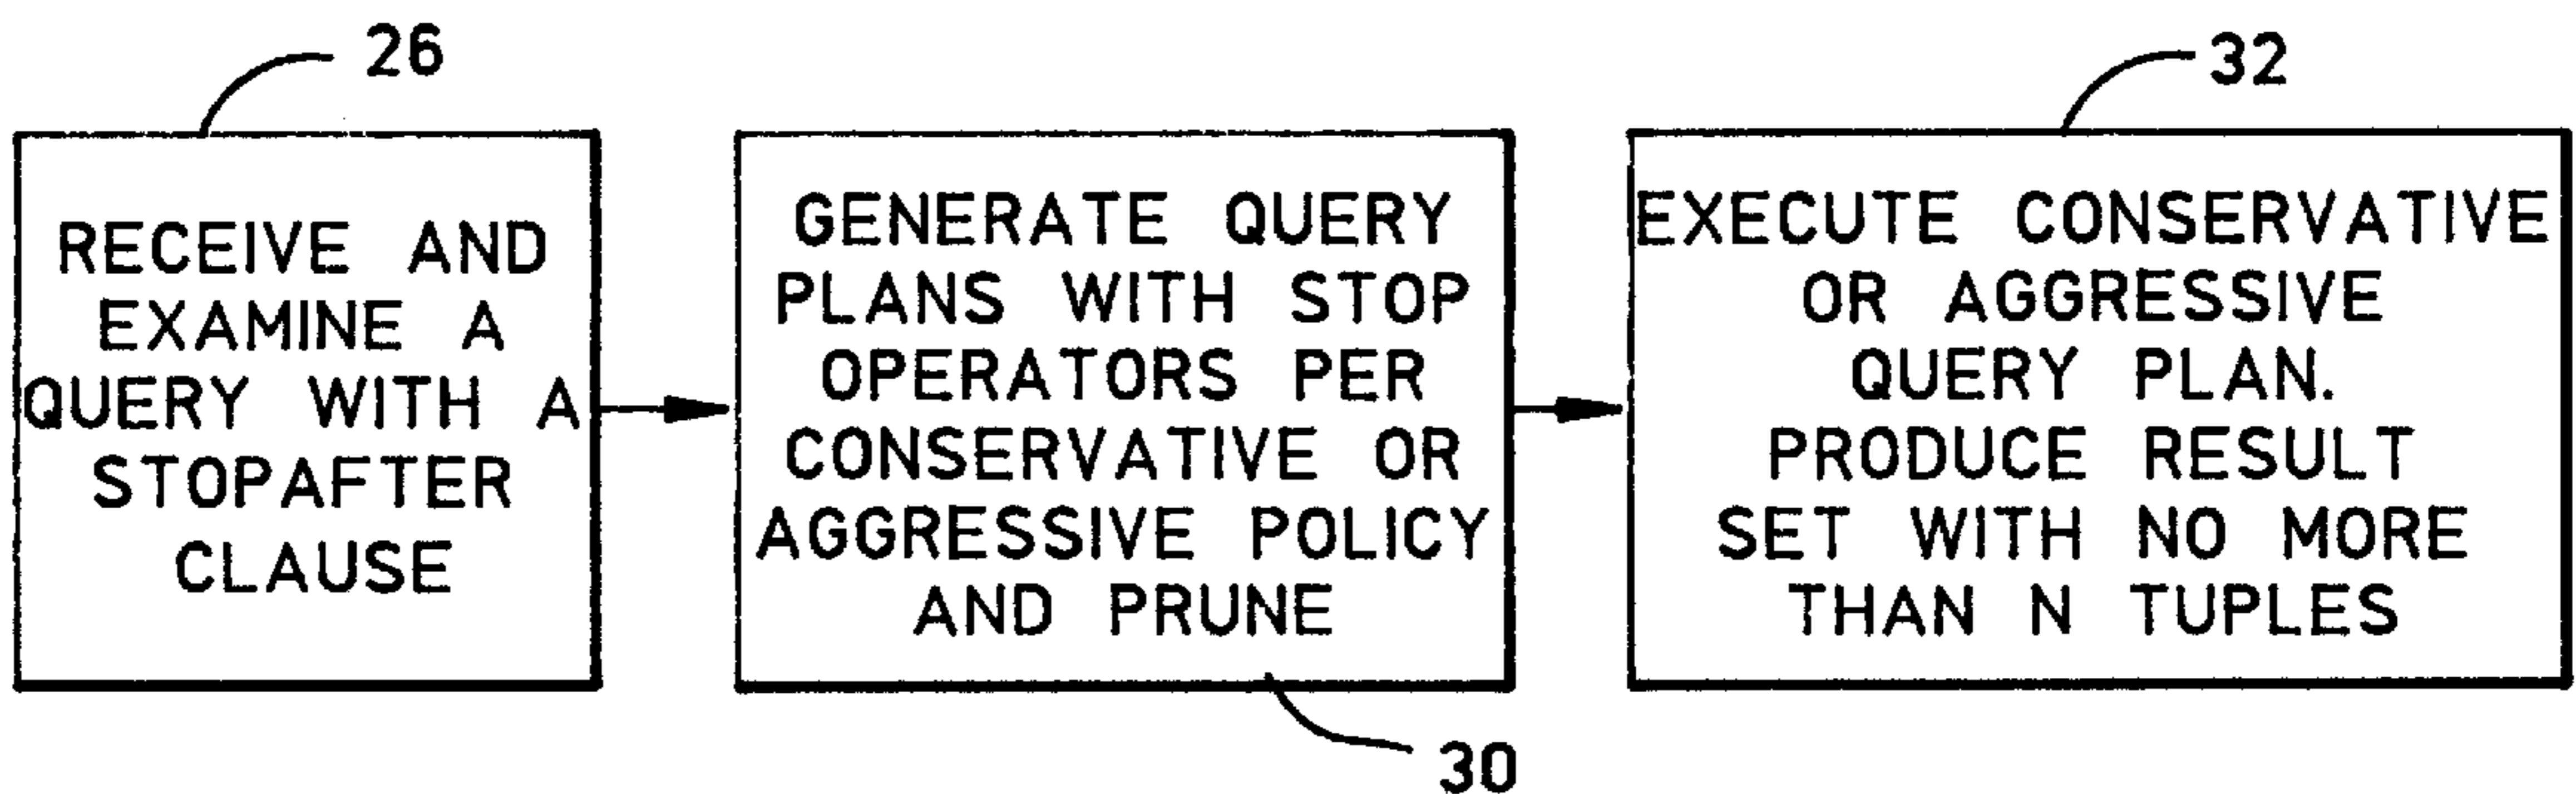 26
RECEIVE AND
EXAMINE A
QUERY WITH A
STOPAFTER
CLAUSE
GENERATE QUERY
PLANS WITH STOP
OPERATORS PER
CONSERVATIVE OR
AGGRESSIVE POLICY
AND PRUNE
30
32
EXECUTE CONSERVATIVE
OR AGGRESSIVE
QUERY PLAN.
PRODUCE RESULT
SET WITH NO MORE
THAN N TUPLES